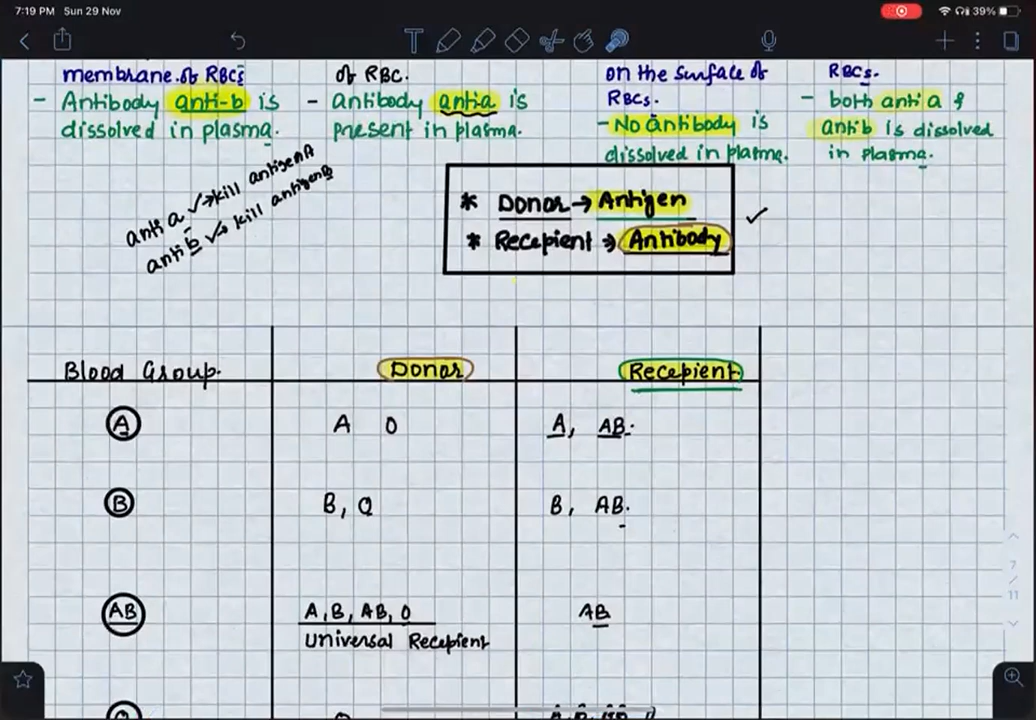 7:19 PM Sun 29 Nov
39%
membrane of RBCs
- Antibody anti-b is
dissolved in plasma.
of RBC.
- antibody anti a is
present in plasma.
on the surface of
RBCs.
- No antibody is
dissolved in plasma.
RBCs.
- both anti a &
anti b is dissolved
in plasma.
anti a ✓→ kill antigen A
anti b ✓→ kill antigen B
* Donor → Antigen
* Recepient → Antibody
Blood Group. Donor Recepient
A A O A, AB.
B B, O B, AB.
AB A, B, AB, O AB
Universal Recepient
7
/
11